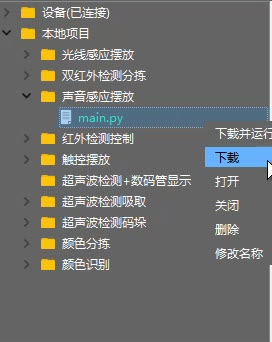 设备(已连接)
本地项目
光线感应摆放
双红外检测分拣
声音感应摆放
main.py
下载并运行
红外检测控制
下载
触控摆放
打开
超声波检测+数码管显示
关闭
超声波检测吸取
删除
超声波检测码垛
修改名称
颜色分拣
颜色识别